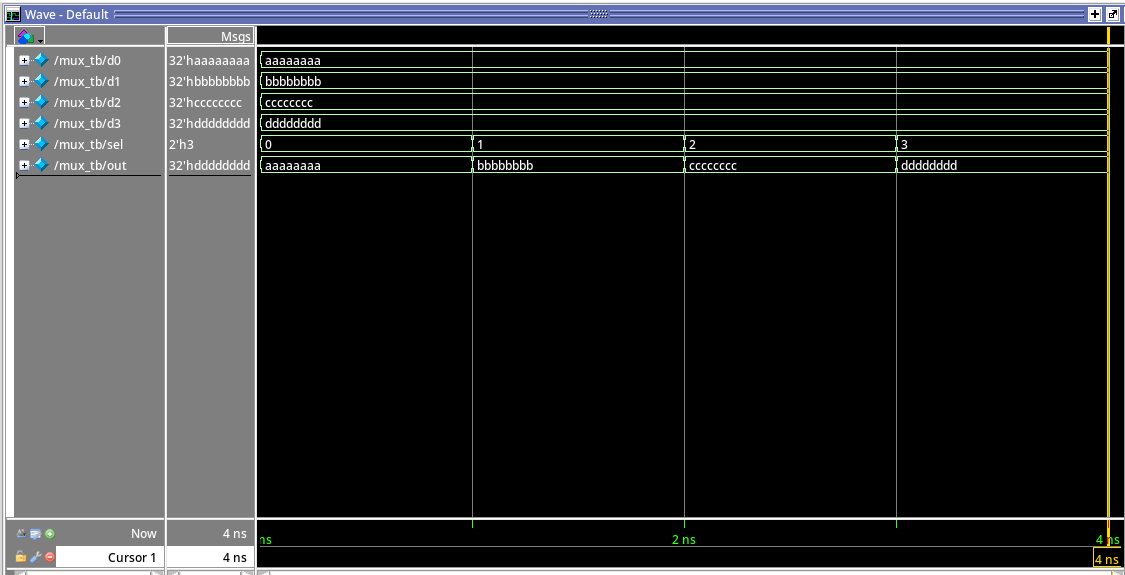 Wave - Default
Msgs
/mux_tb/d0 32'haaaaaaaa aaaaaaaa
/mux_tb/d1 32'hbbbbbbbb bbbbbbbb
/mux_tb/d2 32'hcccccccc cccccccc
/mux_tb/d3 32'hdddddddd dddddddd
/mux_tb/sel 2'h3 0 1 2 3
/mux_tb/out 32'hdddddddd aaaaaaaa bbbbbbbb cccccccc dddddddd
Now 4 ns ns 2 ns 4 ns
Cursor 1 4 ns 4 ns